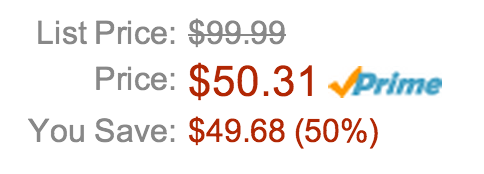 List Price: $99.99
Price: $50.31 Prime
You Save: $49.68 (50%)